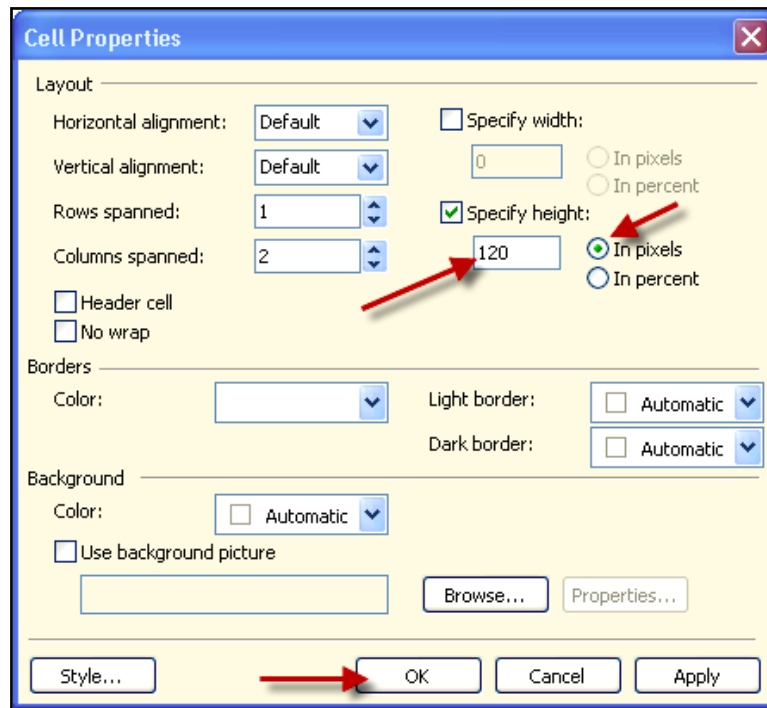 Cell Properties
Layout
Horizontal alignment: Default
Specify width:
Vertical alignment: Default
0
In pixels
In percent
Rows spanned: 1
Specify height:
Columns spanned: 2
120
In pixels
In percent
Header cell
No wrap
Borders
Color:
Light border: Automatic
Dark border: Automatic
Background
Color: Automatic
Use background picture
Browse... Properties...
Style... OK Cancel Apply